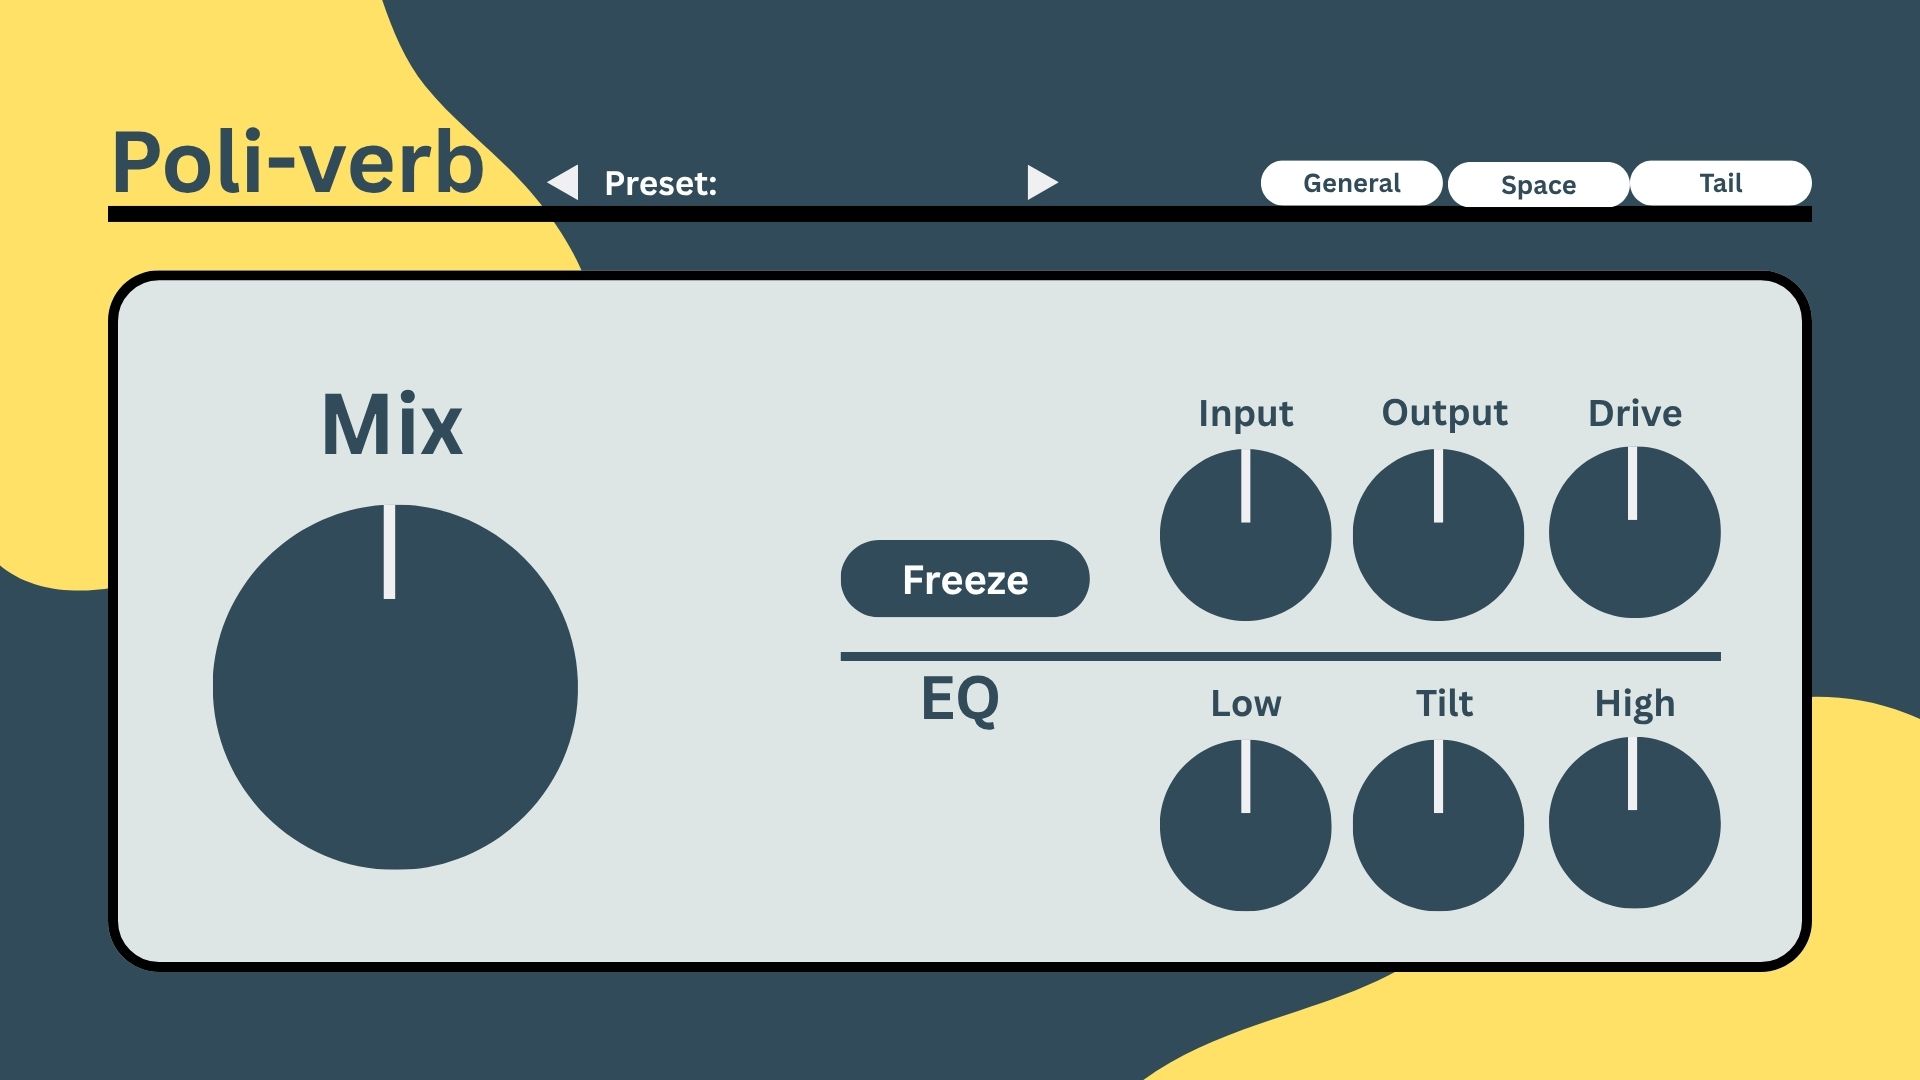 Poli-verb
Preset:
General
Space
Tail
Mix
Input
Output
Drive
Freeze
EQ
Low
Tilt
High